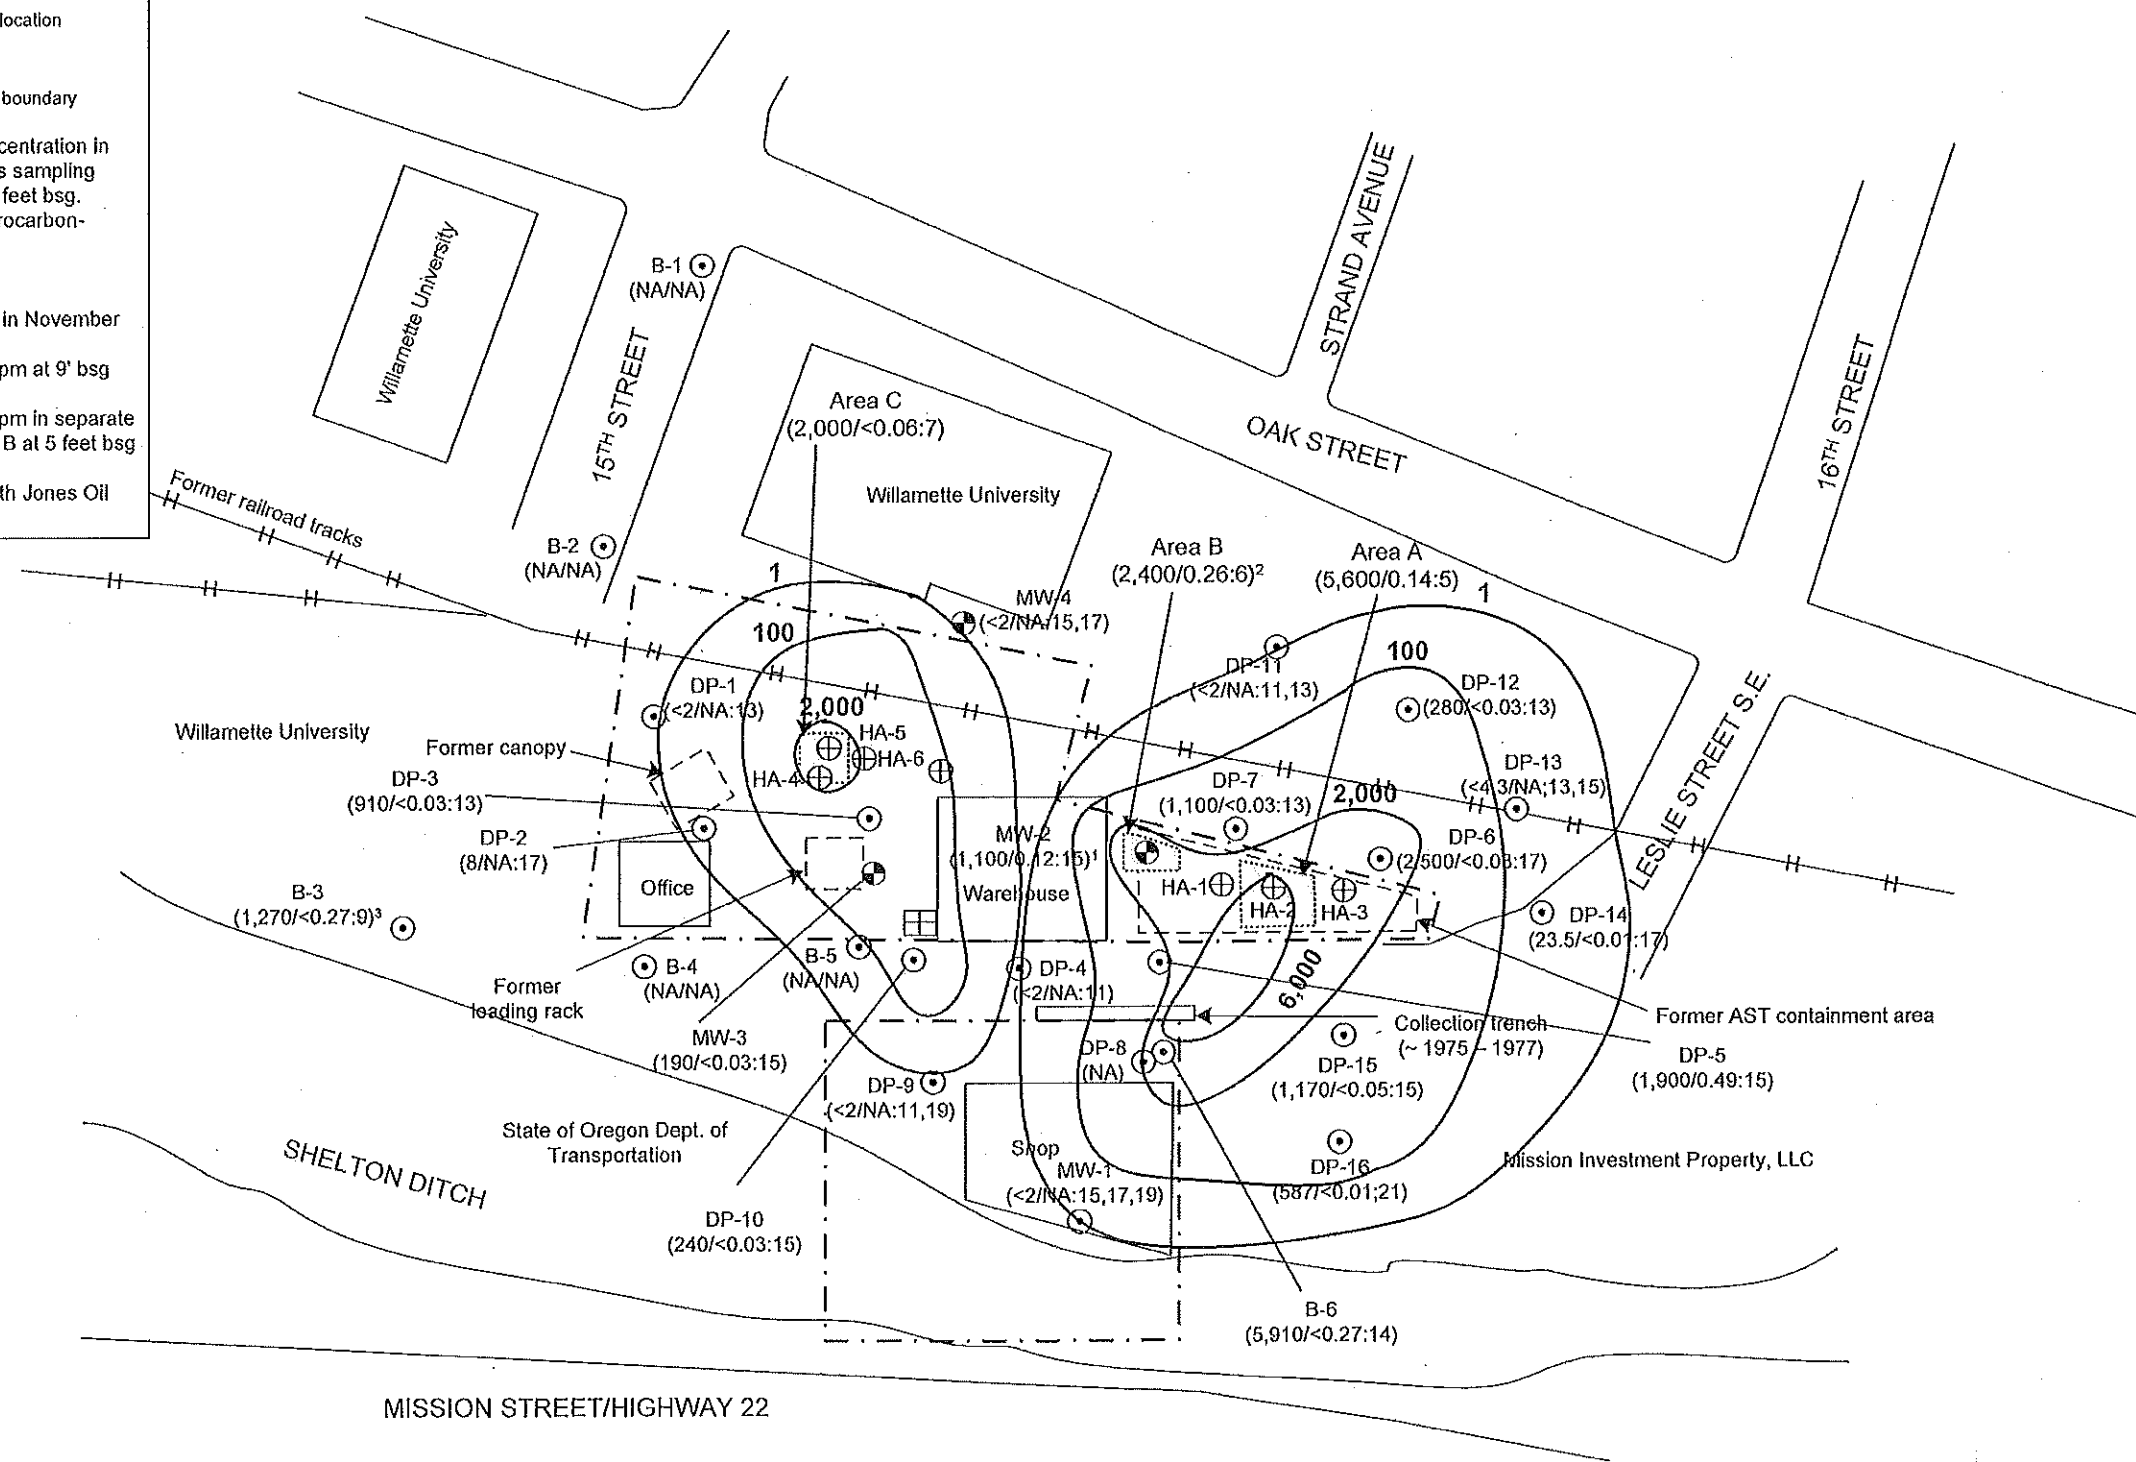 location
boundary
centration in
s sampling
feet bsg.
rocarbon-
in November
pm at 9' bsg
pm in separate
B at 5 feet bsg
th Jones Oil
Former railroad tracks
Willamette University
15TH STREET
B-1
(NA/NA)
B-2
(NA/NA)
STRAND AVENUE
OAK STREET
16TH STREET
LESLIE STREET S.E.
Area C
(2,000/<0.06:7)
Willamette University
Area B
(2,400/0.26:6)2
Area A
(5,600/0.14:5)
1
100
2,000
MW-4
(<2/NA/15,17)
1
100
2,000
6,000
DP-11
(<2/NA:11,13)
DP-12
(280/<0.03:13)
DP-13
(<4.3/NA;13,15)
DP-1
(<2/NA:13)
Willamette University
Former canopy
HA-5
HA-6
HA-4
DP-3
(910/<0.03:13)
DP-2
(8/NA:17)
DP-7
(1,100/<0.03:13)
DP-6
(2,500/<0.03:17)
MW-2
(1,100/0.12:15)1
Warehouse
Office
HA-1
HA-2
HA-3
B-3
(1,270/<0.27:9)3
DP-14
(23.5/<0.01:17)
B-4
(NA/NA)
B-5
(NA/NA)
DP-4
(<2/NA:11)
Former
loading rack
MW-3
(190/<0.03:15)
Collection trench
(~ 1975 - 1977)
Former AST containment area
DP-5
(1,900/0.49:15)
DP-8
(NA)
DP-15
(1,170/<0.05:15)
DP-9
(<2/NA:11,19)
State of Oregon Dept. of
Transportation
Shop
MW-1
(<2/NA:15,17,19)
DP-16
(587/<0.01;21)
Mission Investment Property, LLC
SHELTON DITCH
DP-10
(240/<0.03:15)
B-6
(5,910/<0.27:14)
MISSION STREET/HIGHWAY 22